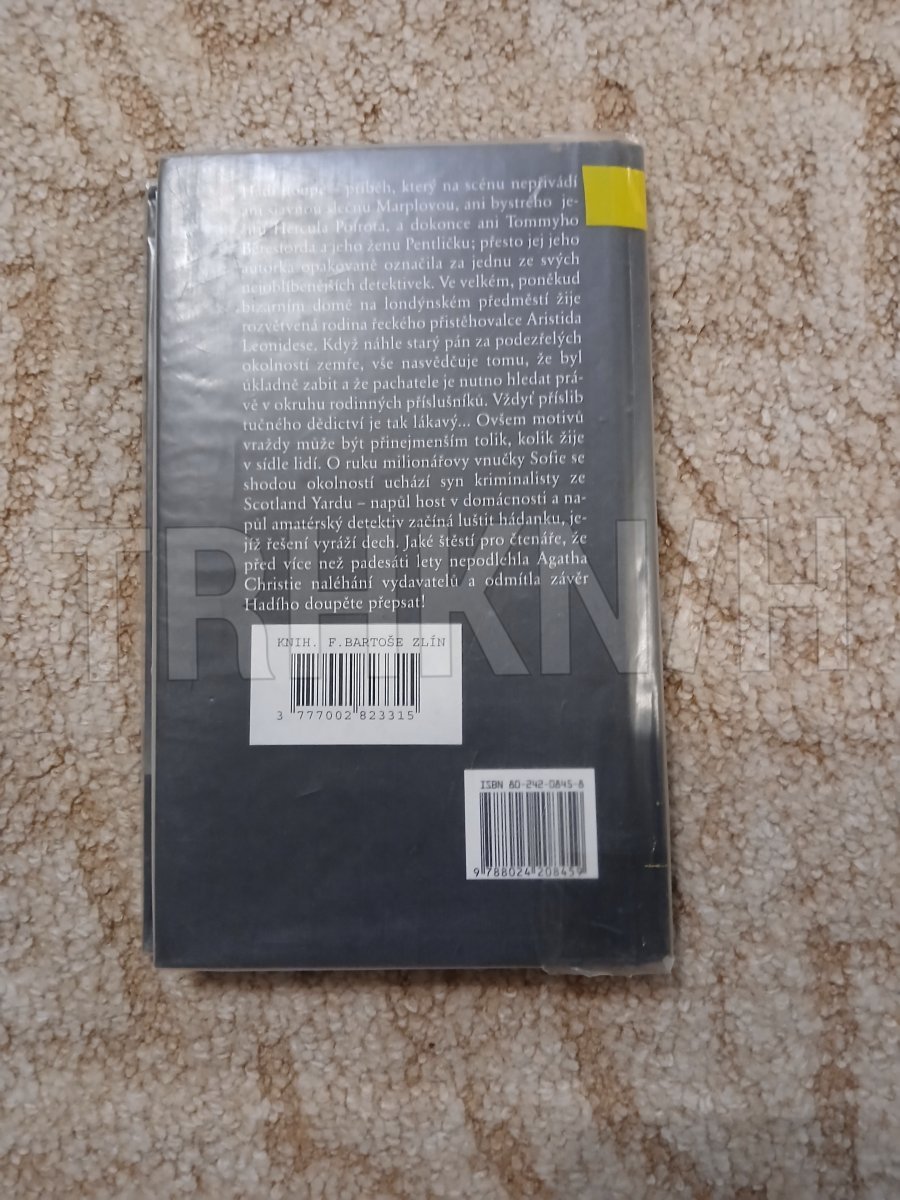 Hadí doupě – příběh, který na scénu nepřivádí
ani slavnou slečnu Marplovou, ani bystrého je-
ana Hercula Poirota, a dokonce ani Tommyho
Beresforda a jeho ženu Pentličku; přesto jej jeho
autorka opakovaně označila za jednu ze svých
nejoblíbenějších detektivek. Ve velkém, poněkud
bizarním domě na londýnském předměstí žije
rozvětvená rodina řeckého přistěhovalce Aristida
Leonidese. Když náhle starý pán za podezřelých
okolností zemře, vše nasvědčuje tomu, že byl
úkladně zabit a že pachatele je nutno hledat prá-
vě v okruhu rodinných příslušníků. Vždyť příslib
tučného dědictví je tak lákavý... Ovšem motivů
vraždy může být přinejmenším tolik, kolik žije
v sídle lidí. O ruku milionářovy vnučky Sofie se
shodou okolností uchází syn kriminalisty ze
Scotland Yardu – napůl host v domácnosti a na-
půl amatérský detektiv začíná luštit hádanku, je-
jíž řešení vyráží dech. Jaké štěstí pro čtenáře, že
před více než padesáti lety nepodlehla Agatha
Christie naléhání vydavatelů a odmítla závěr
Hadího doupěte přepsat!
KNIH. F.BARTOŠE ZLÍN
3 777002 823315
ISBN 80-242-0845-8
9 788024 208459